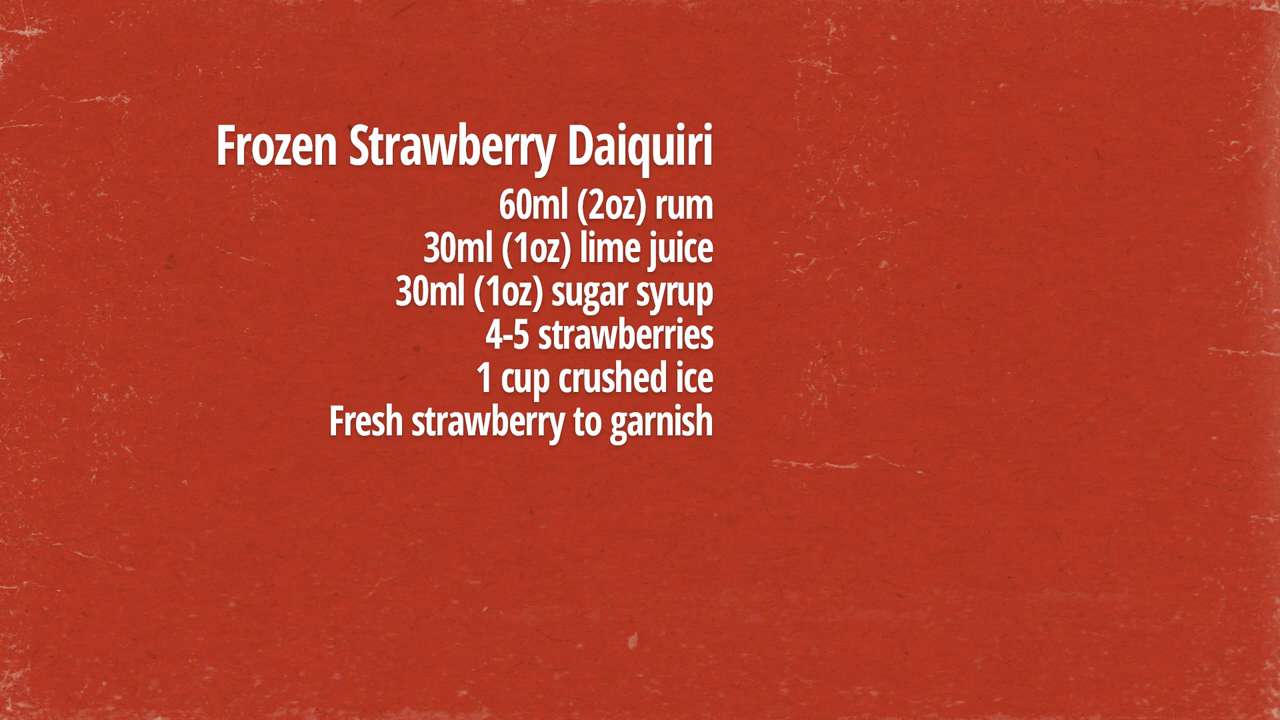 Frozen Strawberry Daiquiri
60ml (2oz) rum
30ml (1oz) lime juice
30ml (1oz) sugar syrup
4-5 strawberries
1 cup crushed ice
Fresh strawberry to garnish